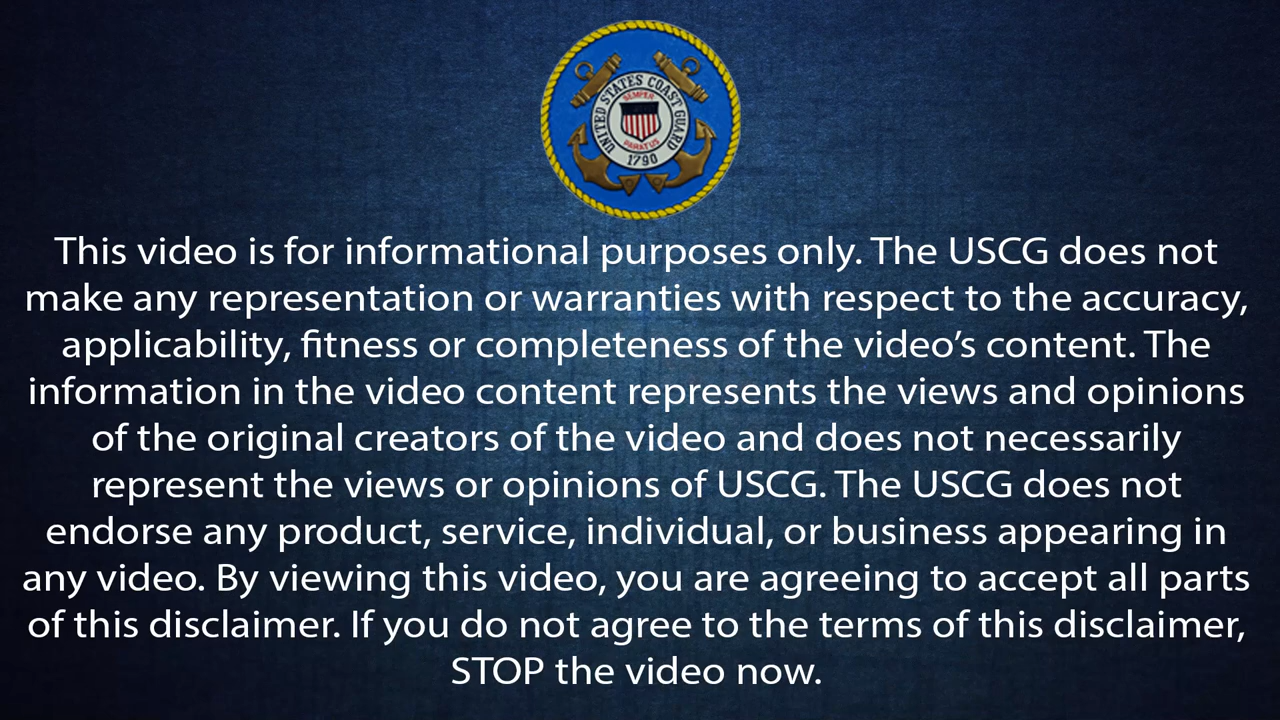 UNITED STATES COAST GUARD
SEMPER
PARATUS
1790
This video is for informational purposes only. The USCG does not
make any representation or warranties with respect to the accuracy,
applicability, fitness or completeness of the video’s content. The
information in the video content represents the views and opinions
of the original creators of the video and does not necessarily
represent the views or opinions of USCG. The USCG does not
endorse any product, service, individual, or business appearing in
any video. By viewing this video, you are agreeing to accept all parts
of this disclaimer. If you do not agree to the terms of this disclaimer,
STOP the video now.